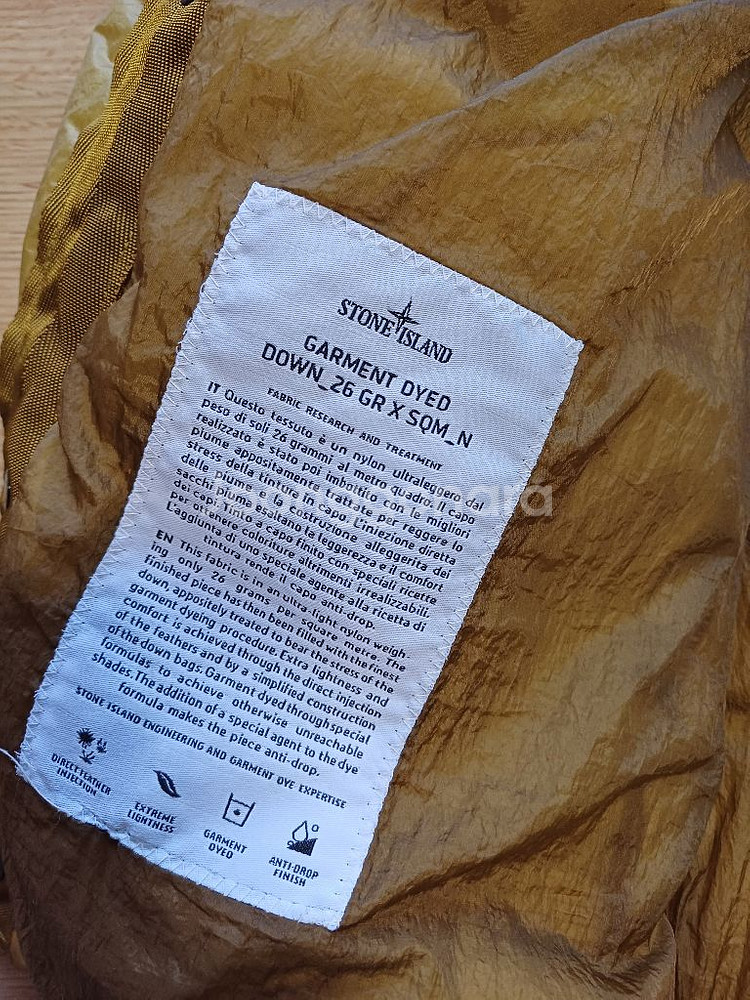 STONE ISLAND
GARMENT DYED
DOWN_26 GR X SQM_N
FABRIC RESEARCH AND TREATMENT
IT Questo tessuto è un nylon ultraleggero dal
peso di soli 26 grammi al metro quadro. Il capo
realizzato è stato poi imbottito con le migliori
piume appositamente trattate per reggere lo
stress della tintura in capo. L'iniezione diretta
delle piume e la costruzione alleggerita dei
sacchi piuma esaltano la leggerezza e il comfort
dei capi. Tinto a capo finito con speciali ricette
per ottenere coloriture altrimenti irrealizzabili.
L'aggiunta di uno speciale agente alla ricetta di
tintura rende il capo anti-drop.
EN This fabric is in an ultra light nylon weigh-
ing only 26 grams per square metre. The
finished piece has then been filled with the finest
down, appositely treated to bear the stress of the
garment dyeing procedure. Extra lightness and
comfort is achieved through the direct injection
of the feathers and by a simplified construction
of the down bags. Garment dyed through special
formulas to achieve otherwise unreachable
shades. The addition of a special agent to the dye
formula makes the piece anti-drop.
STONE ISLAND ENGINEERING AND GARMENT DYE EXPERTISE
DIRECT FEATHER
INJECTION
EXTREME
LIGHTNESS
GARMENT
DYED
ANTI-DROP
FINISH